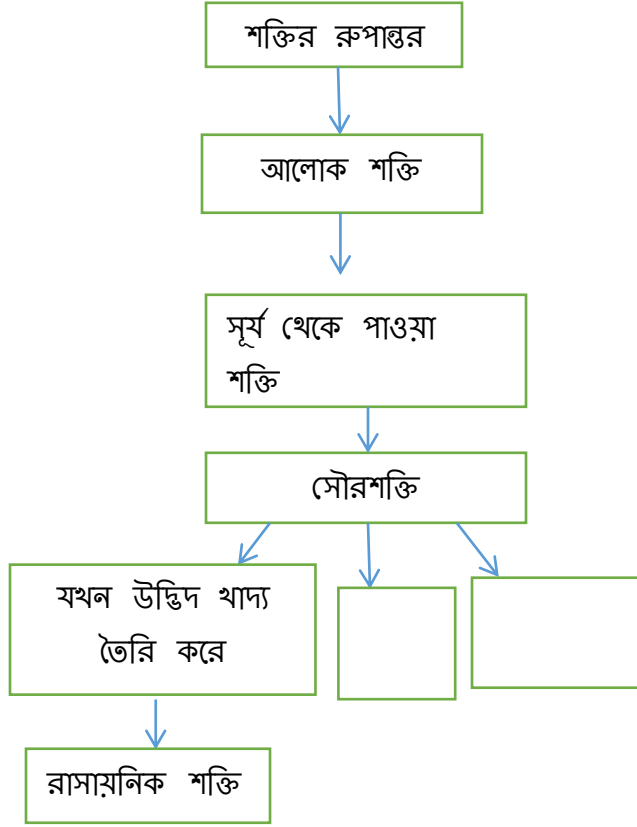 শক্তির রুপান্তর
আলোক শক্তি
সূর্য থেকে পাওয়া
শক্তি
সৌরশক্তি
যখন উদ্ভিদ খাদ্য
তৈরি করে
রাসায়নিক শক্তি